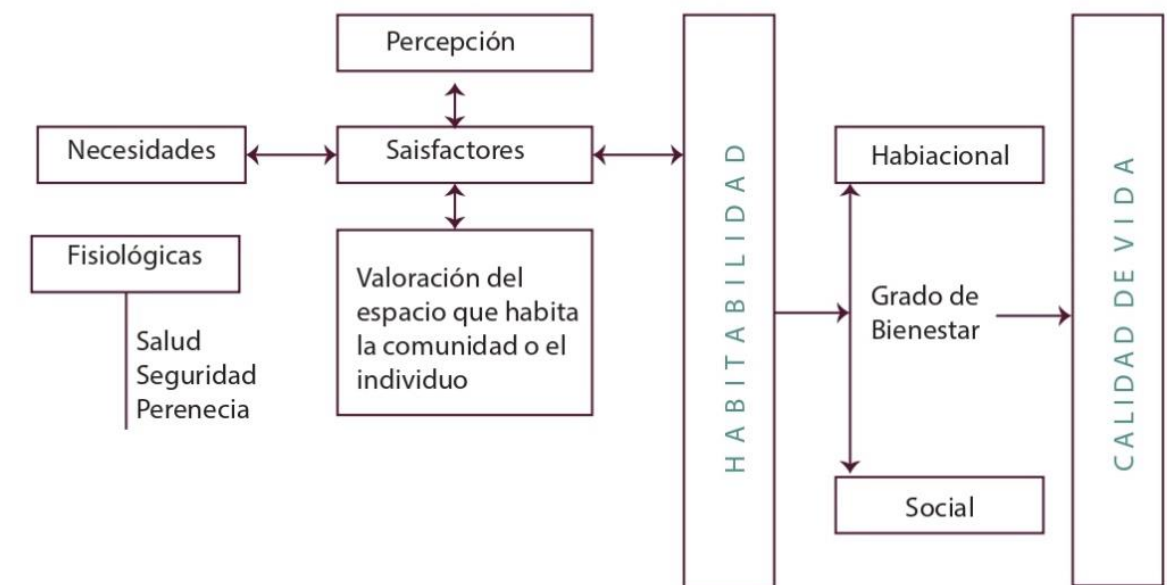 Percepción
Necesidades
Saisfactores
Fisiológicas
Salud
Seguridad
Perenecia
Valoración del
espacio que habita
la comunidad o el
individuo
HABITABILIDAD
Habiacional
Grado de
Bienestar
Social
CALIDAD DE VIDA